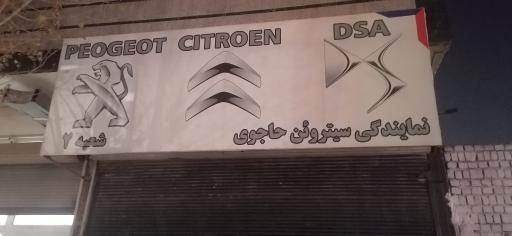 PEOGEOT CITROEN DSA
نمایندگی سیتروئن حاجوی
شعبه ۲